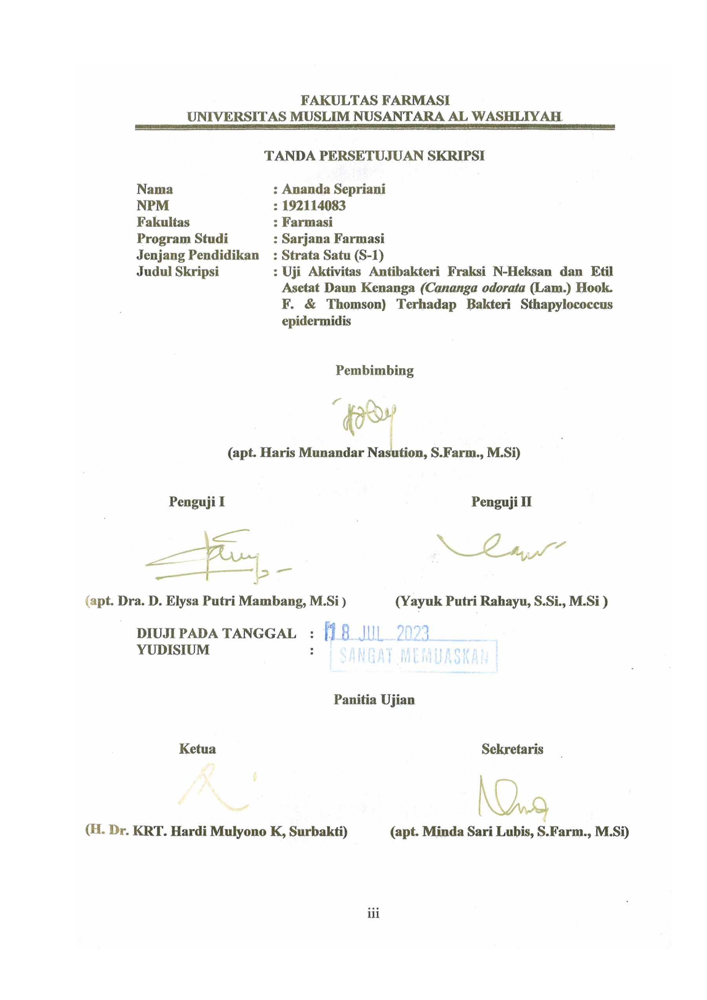 FAKULTAS FARMASI
UNIVERSITAS MUSLIM NUSANTARA AL WASHLIYAH
TANDA PERSETUJUAN SKRIPSI
Nama : Ananda Sepriani
NPM : 192114083
Fakultas : Farmasi
Program Studi : Sarjana Farmasi
Jenjang Pendidikan : Strata Satu (S-1)
Judul Skripsi : Uji Aktivitas Antibakteri Fraksi N-Heksan dan Etil
Asetat Daun Kenanga (Cananga odorata (Lam.) Hook.
F. & Thomson) Terhadap Bakteri Sthapylococcus
epidermidis
Pembimbing
(apt. Haris Munandar Nasution, S.Farm., M.Si)
Penguji I Penguji II
(apt. Dra. D. Elysa Putri Mambang, M.Si ) (Yayuk Putri Rahayu, S.Si., M.Si )
DIUJI PADA TANGGAL : 18 JUL 2023
YUDISIUM : SANGAT MEMUASKAN
Panitia Ujian
Ketua Sekretaris
(H. Dr. KRT. Hardi Mulyono K, Surbakti) (apt. Minda Sari Lubis, S.Farm., M.Si)
iii